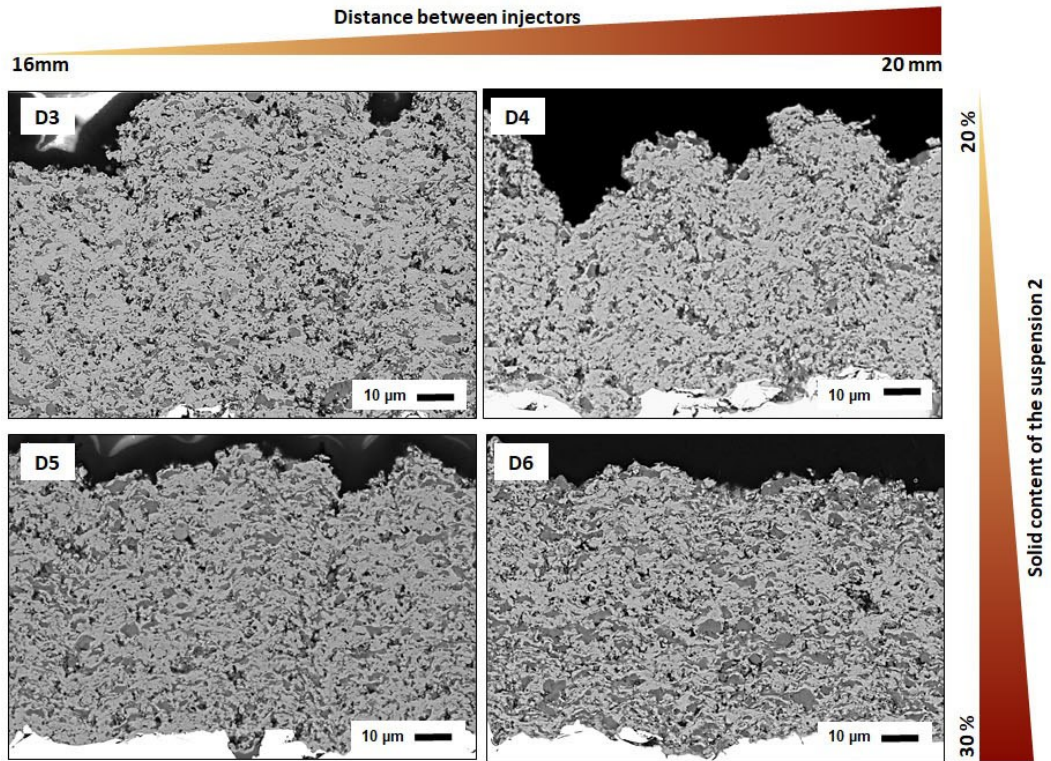 Distance between injectors
16mm
20 mm
D3
D4
20 %
10 µm
10 µm
Solid content of the suspension 2
D5
D6
10 µm
10 µm
30 %